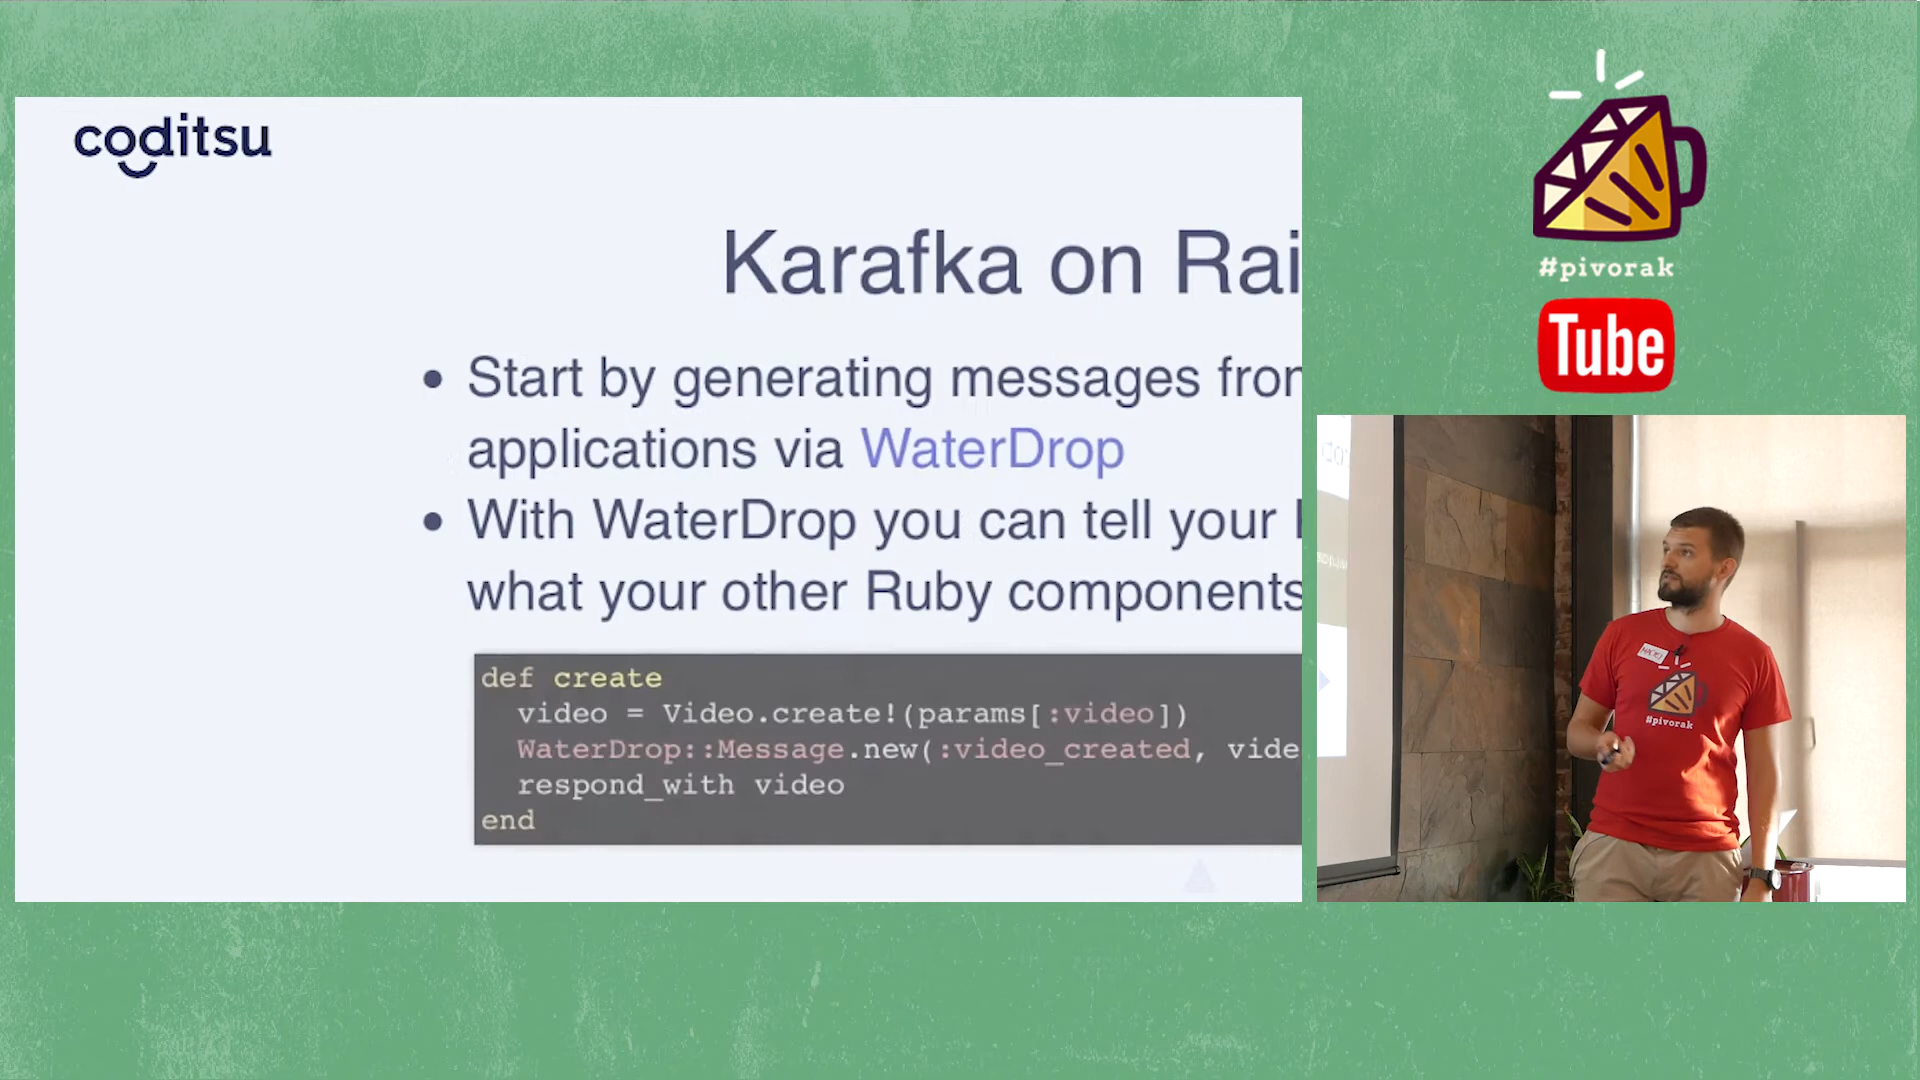 coditsu
Karafka on Rai
Start by generating messages from
applications via WaterDrop
With WaterDrop you can tell your
what your other Ruby components
def create
video = Video.create!(params[:video])
WaterDrop::Message.new(:video_created, vide
respond_with video
end
#pivorak
Tube
#pivorak